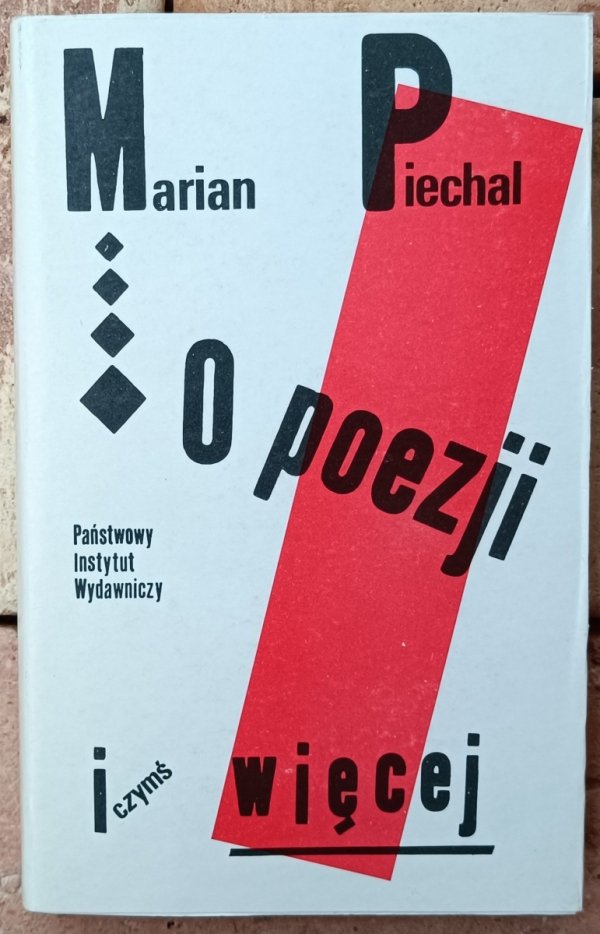 Marian Piechal
o poezji
Państwowy
Instytut
Wydawniczy
i czymś więcej